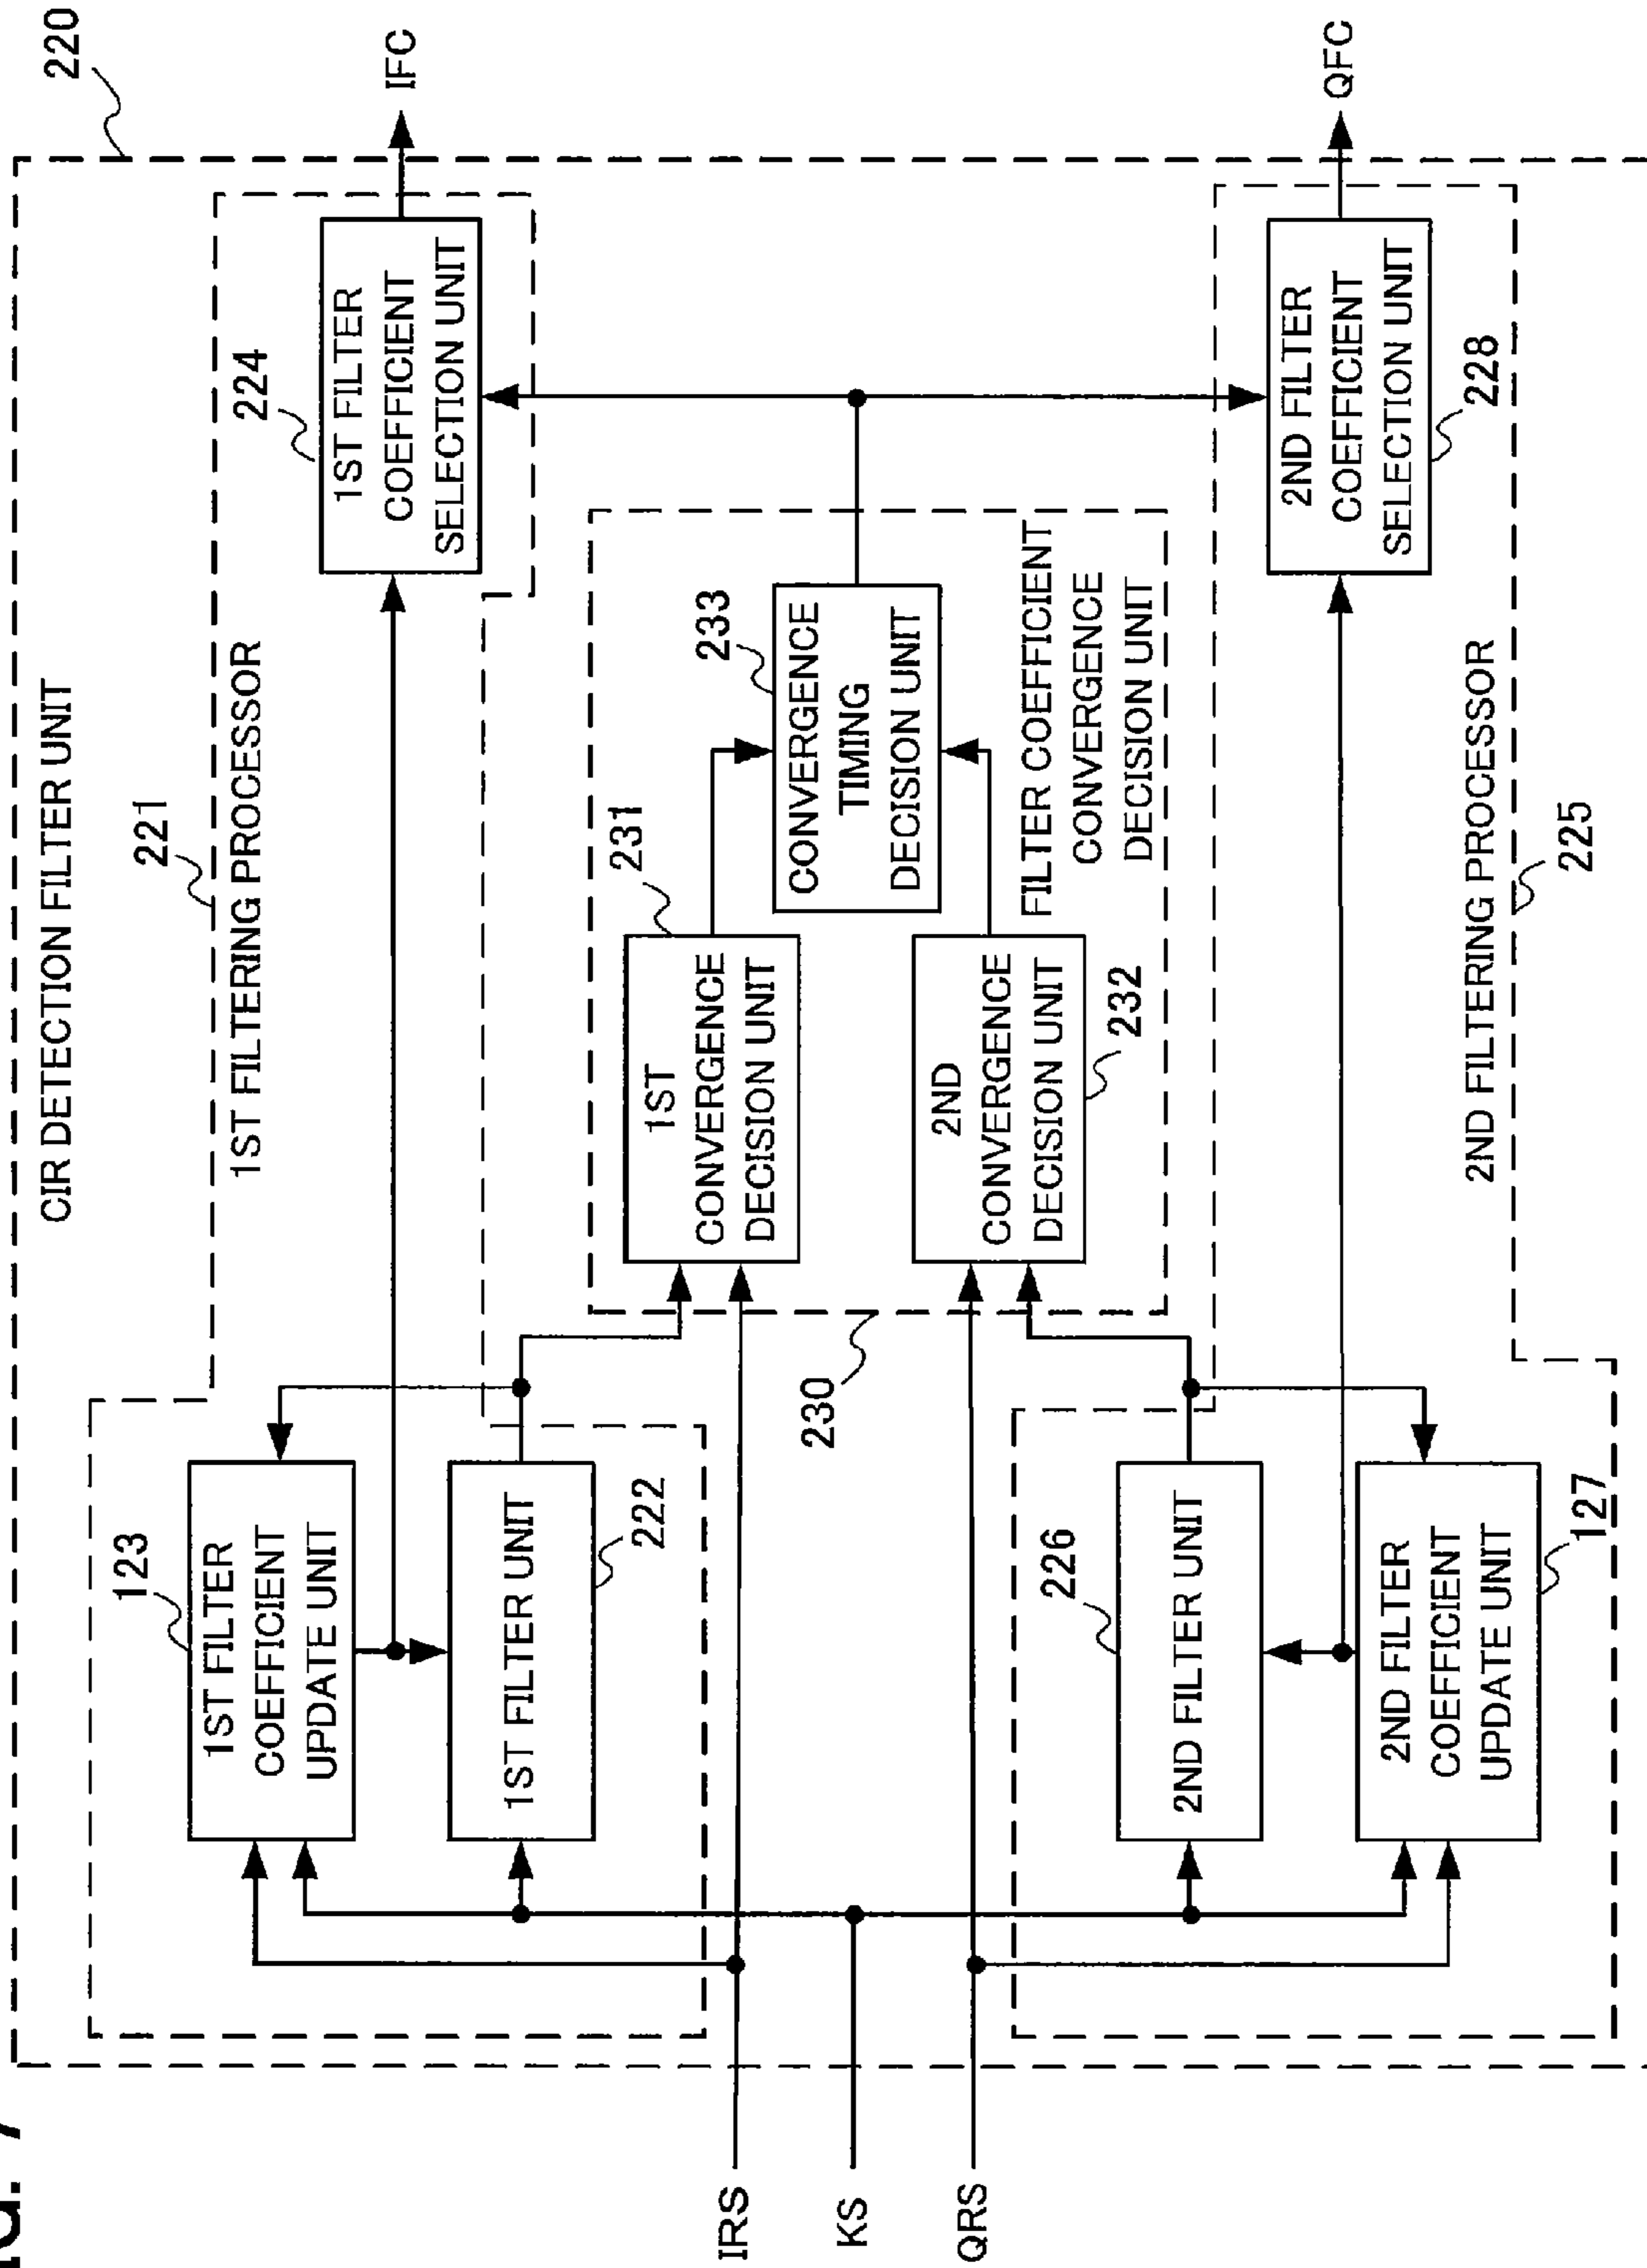 220
CIR DETECTION FILTER UNIT
221
1ST FILTERING PROCESSOR
123
1ST FILTER
COEFFICIENT
UPDATE UNIT
224
1ST FILTER
COEFFICIENT
SELECTION UNIT
IFC
1ST FILTER UNIT
222
231
1ST
CONVERGENCE
DECISION UNIT
233
CONVERGENCE
TIMING
DECISION UNIT
IRS
KS
QRS
230
2ND
CONVERGENCE
DECISION UNIT
232
FILTER COEFFICIENT
CONVERGENCE
DECISION UNIT
226
2ND FILTER UNIT
2ND FILTER
COEFFICIENT
UPDATE UNIT
127
2ND FILTER
COEFFICIENT
SELECTION UNIT
228
QFC
2ND FILTERING PROCESSOR
225